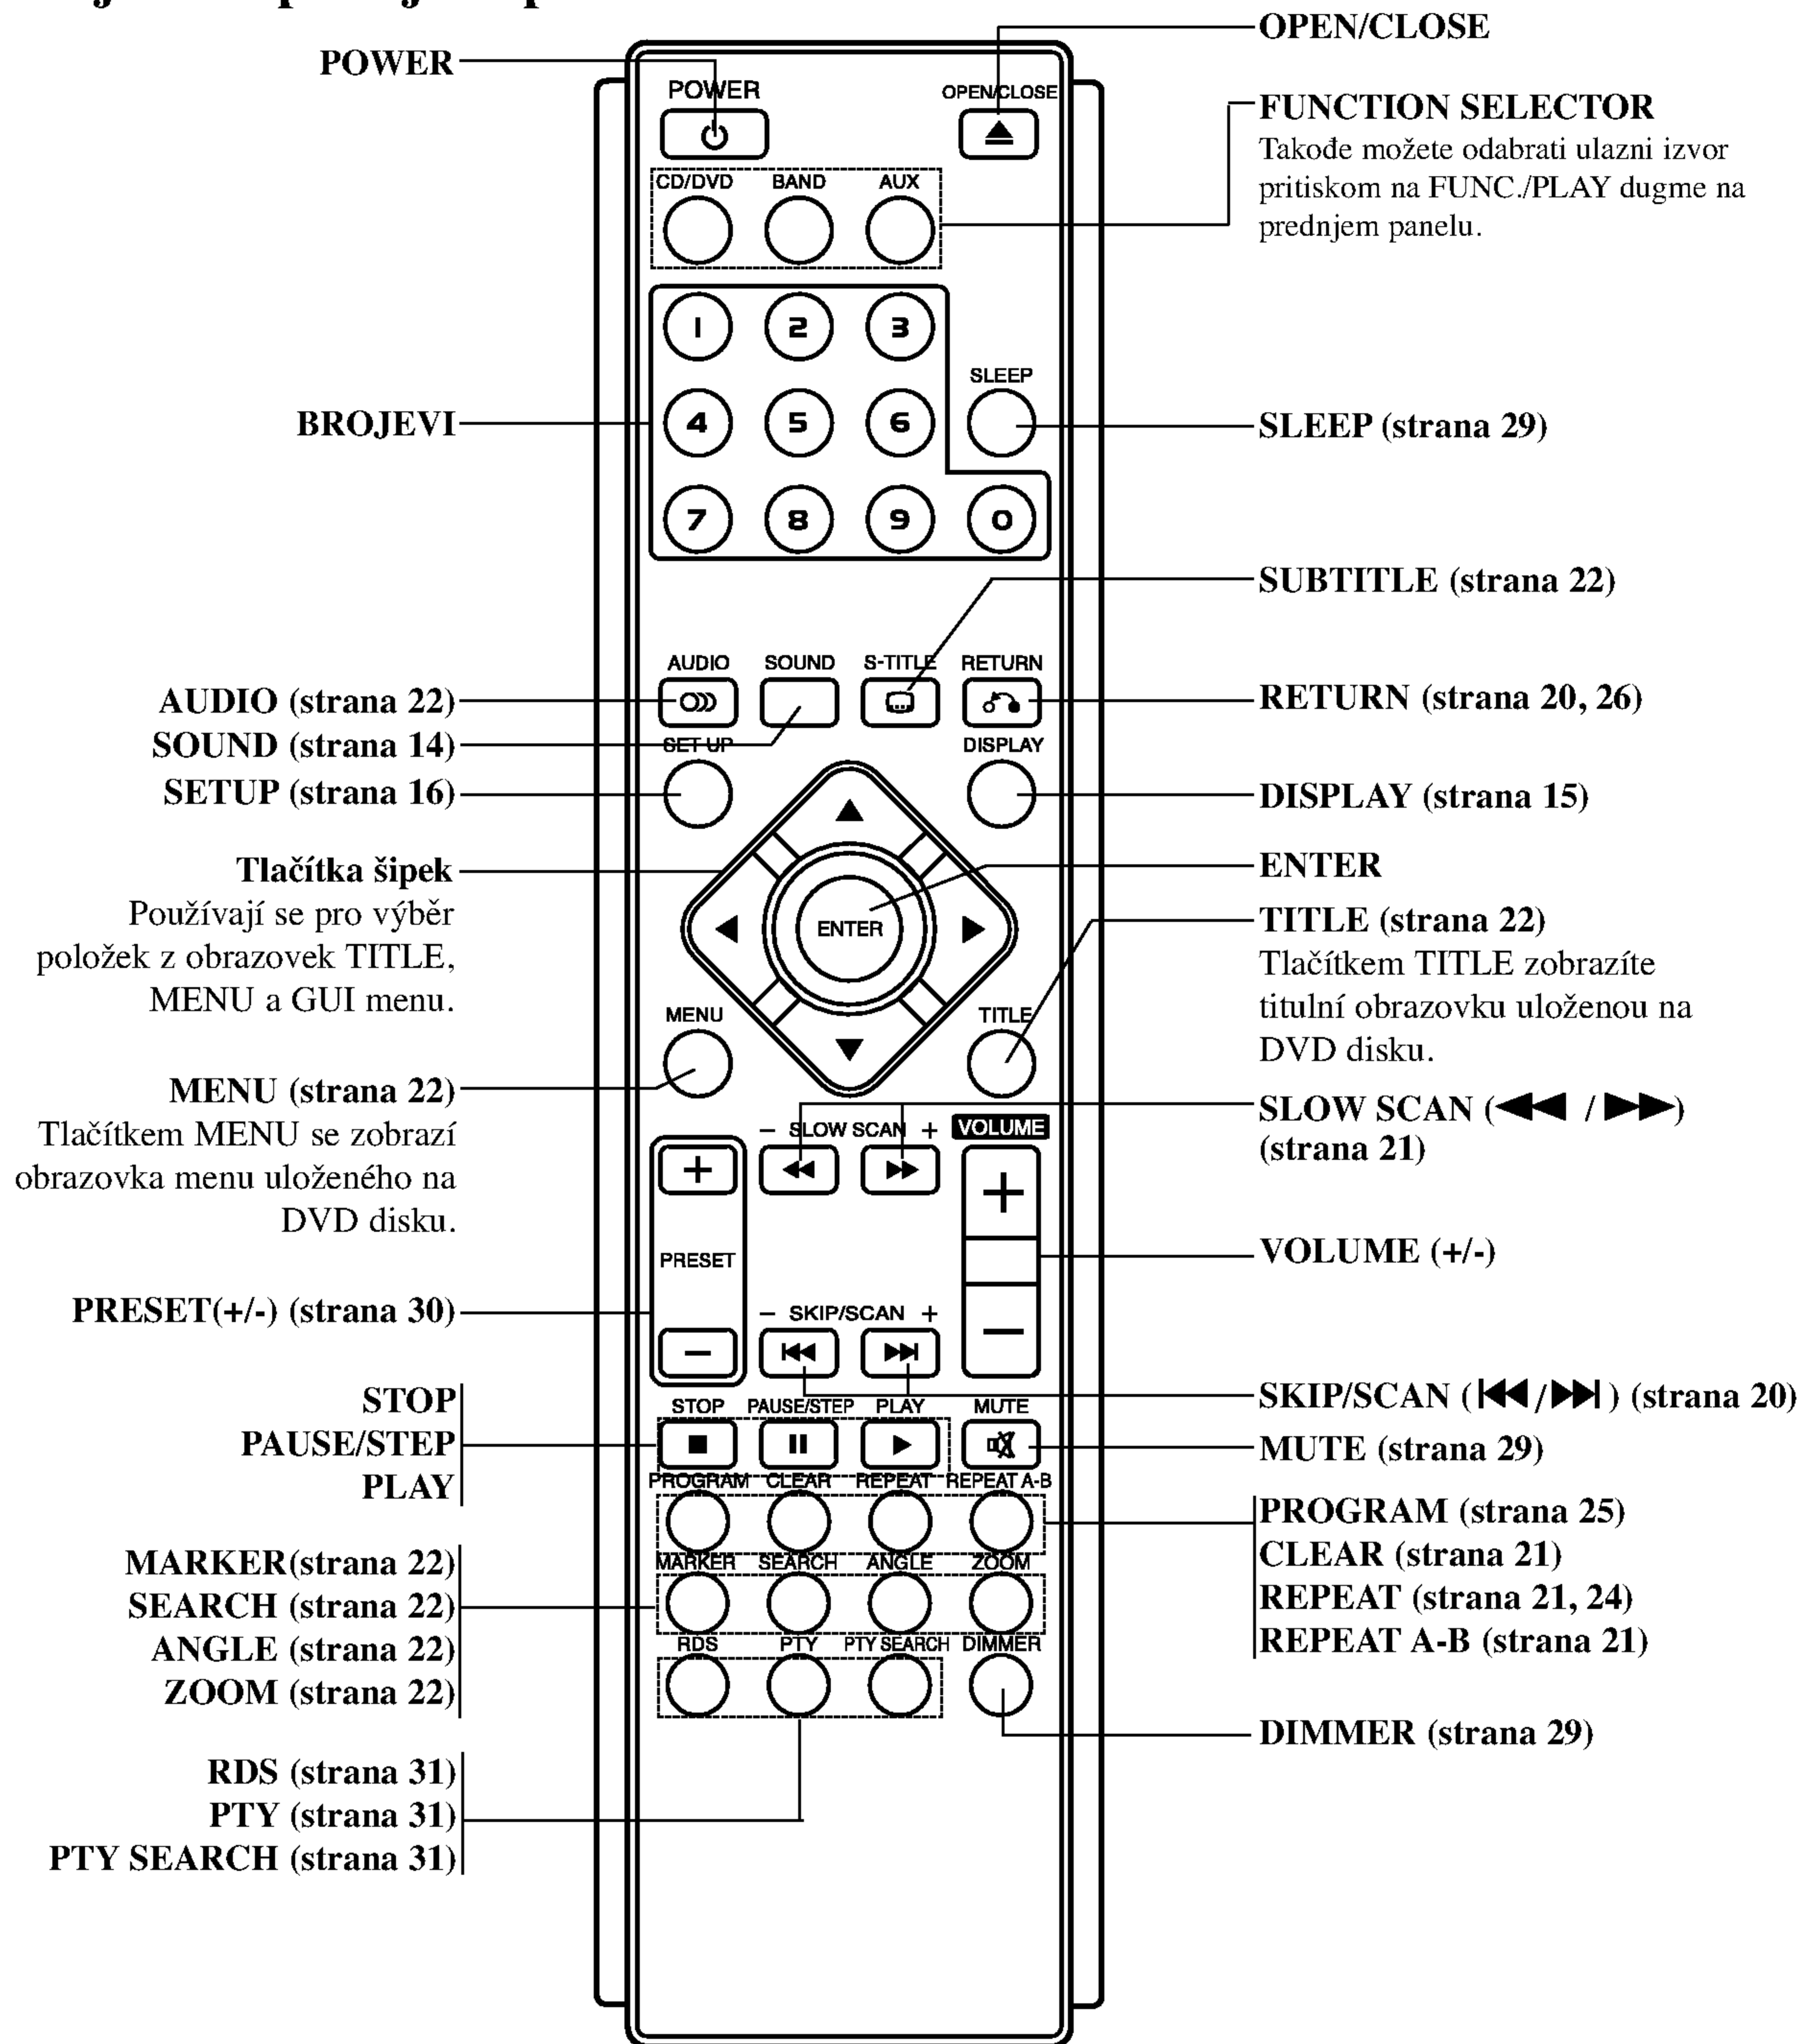 POWER
OPEN/CLOSE
FUNCTION SELECTOR
Takođe možete odabrati ulazni izvor
pritiskom na FUNC./PLAY dugme na
prednjem panelu.
POWER
OPEN/CLOSE
CD/DVD BAND AUX
1 2 3
SLEEP
BROJEVI
4 5 6
SLEEP (strana 29)
7 8 9 0
SUBTITLE (strana 22)
AUDIO SOUND S-TITLE RETURN
AUDIO (strana 22)
RETURN (strana 20, 26)
SOUND (strana 14)
SET UP
DISPLAY
SETUP (strana 16)
DISPLAY (strana 15)
Tlačítka šipek
Používají se pro výběr
položek z obrazovek TITLE,
MENU a GUI menu.
ENTER
ENTER
TITLE (strana 22)
Tlačítkem TITLE zobrazíte
titulní obrazovku uloženou na
DVD disku.
MENU
TITLE
MENU (strana 22)
Tlačítkem MENU se zobrazí
obrazovka menu uloženého na
DVD disku.
SLOW SCAN (◀◀ / ▶▶)
(strana 21)
– SLOW SCAN +
VOLUME
+
+
PRESET
VOLUME (+/-)
PRESET(+/-) (strana 30)
– SKIP/SCAN +
–
–
SKIP/SCAN (⏮/⏭) (strana 20)
STOP
PAUSE/STEP
PLAY
STOP PAUSE/STEP PLAY MUTE
MUTE (strana 29)
PROGRAM CLEAR REPEAT REPEAT A-B
PROGRAM (strana 25)
CLEAR (strana 21)
REPEAT (strana 21, 24)
REPEAT A-B (strana 21)
MARKER(strana 22)
SEARCH (strana 22)
ANGLE (strana 22)
ZOOM (strana 22)
MARKER SEARCH ANGLE ZOOM
RDS PTY PTY SEARCH DIMMER
DIMMER (strana 29)
RDS (strana 31)
PTY (strana 31)
PTY SEARCH (strana 31)